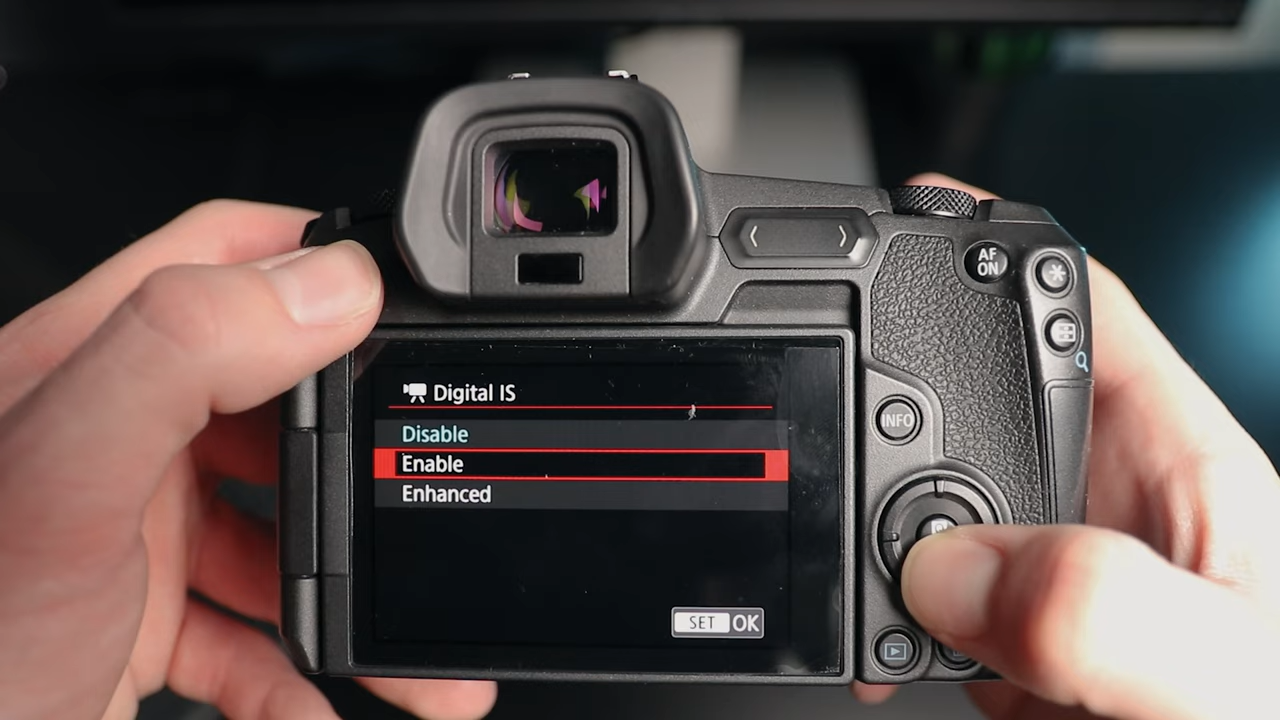 AF
ON
Digital IS
INFO
Disable
Enable
Enhanced
SET OK